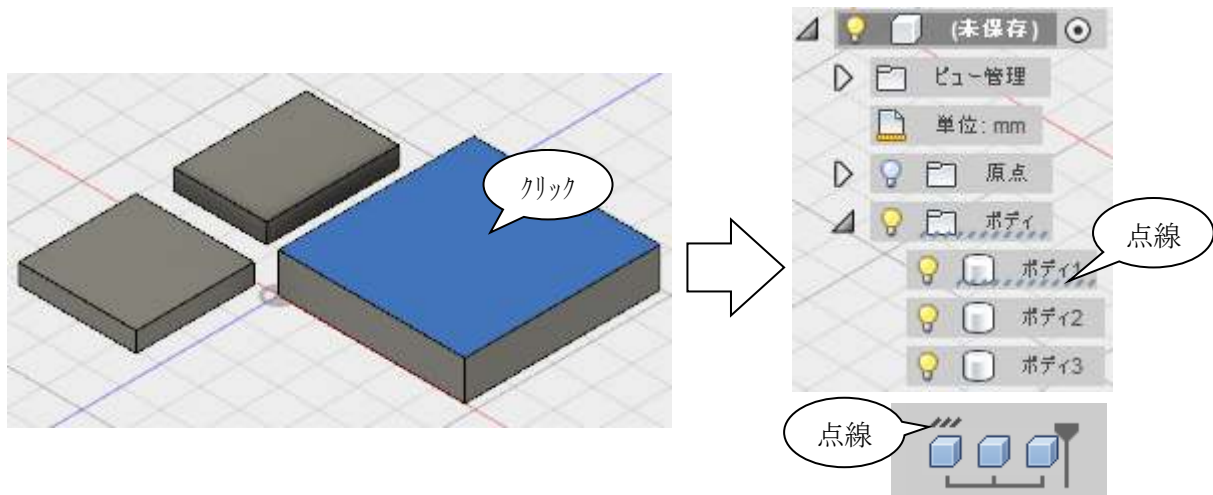 クリック
(未保存)
ビュー管理
単位: mm
原点
ボディ
点線
ボディ1
ボディ2
ボディ3
点線